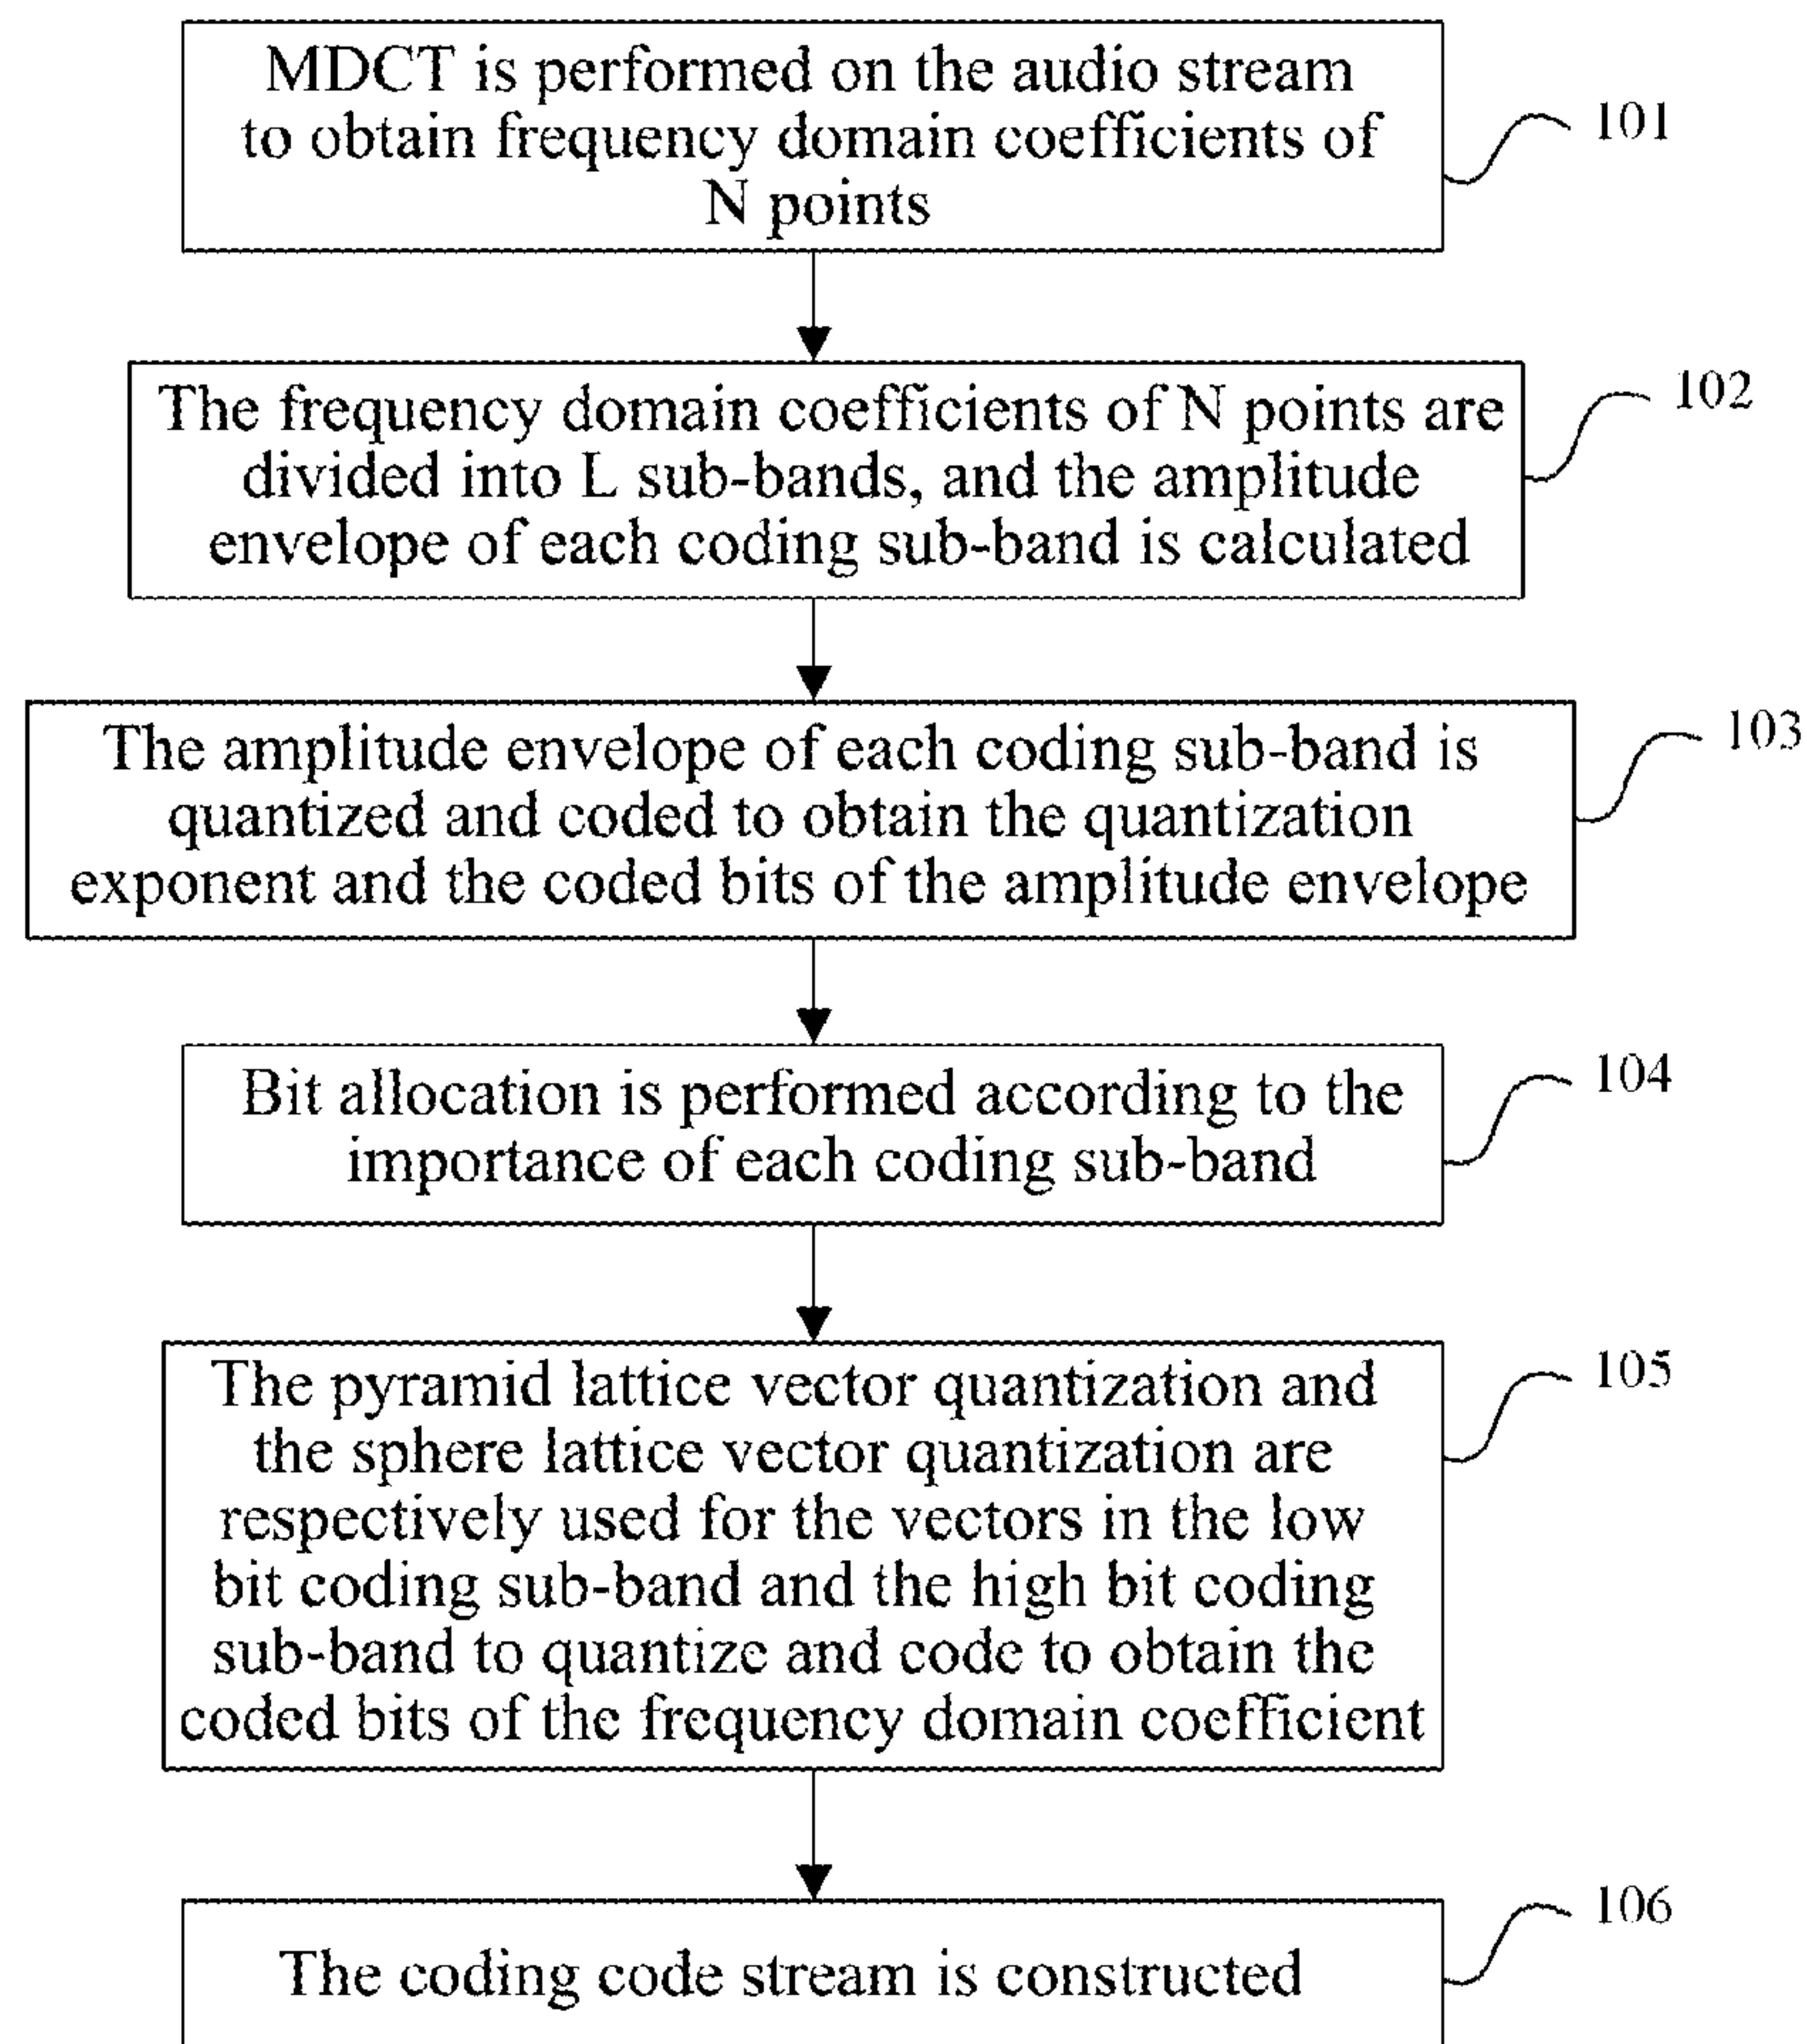 MDCT is performed on the audio stream
to obtain frequency domain coefficients of
N points
101
The frequency domain coefficients of N points are
divided into L sub-bands, and the amplitude
envelope of each coding sub-band is calculated
102
The amplitude envelope of each coding sub-band is
quantized and coded to obtain the quantization
exponent and the coded bits of the amplitude envelope
103
Bit allocation is performed according to the
importance of each coding sub-band
104
The pyramid lattice vector quantization and
the sphere lattice vector quantization are
respectively used for the vectors in the low
bit coding sub-band and the high bit coding
sub-band to quantize and code to obtain the
coded bits of the frequency domain coefficient
105
The coding code stream is constructed
106